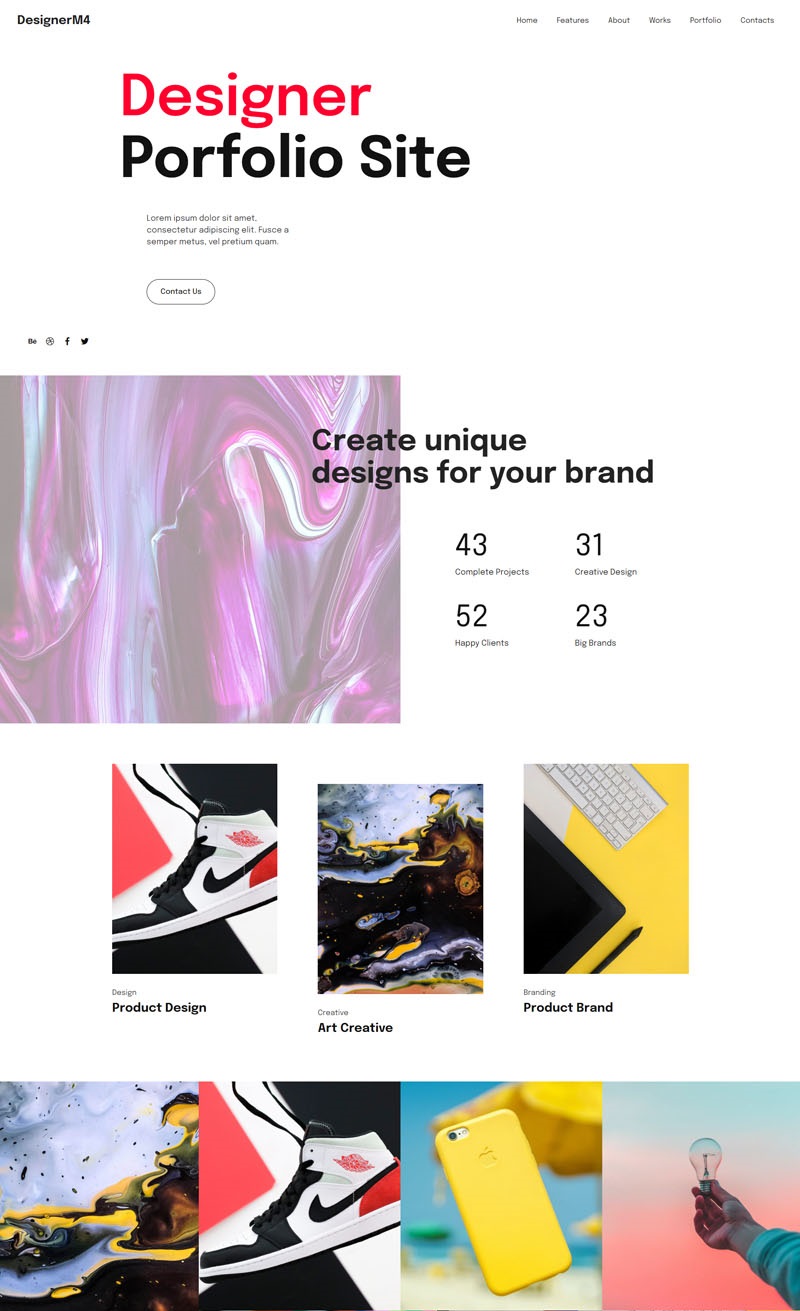 DesignerM4
Home Features About Works Portfolio Contacts
Designer
Porfolio Site
Lorem ipsum dolor sit amet,
consectetur adipiscing elit. Fusce a
semper metus, vel pretium quam.
Contact Us
Bē
Create unique
designs for your brand
43
Complete Projects
31
Creative Design
52
Happy Clients
23
Big Brands
Design
Product Design
Creative
Art Creative
Branding
Product Brand